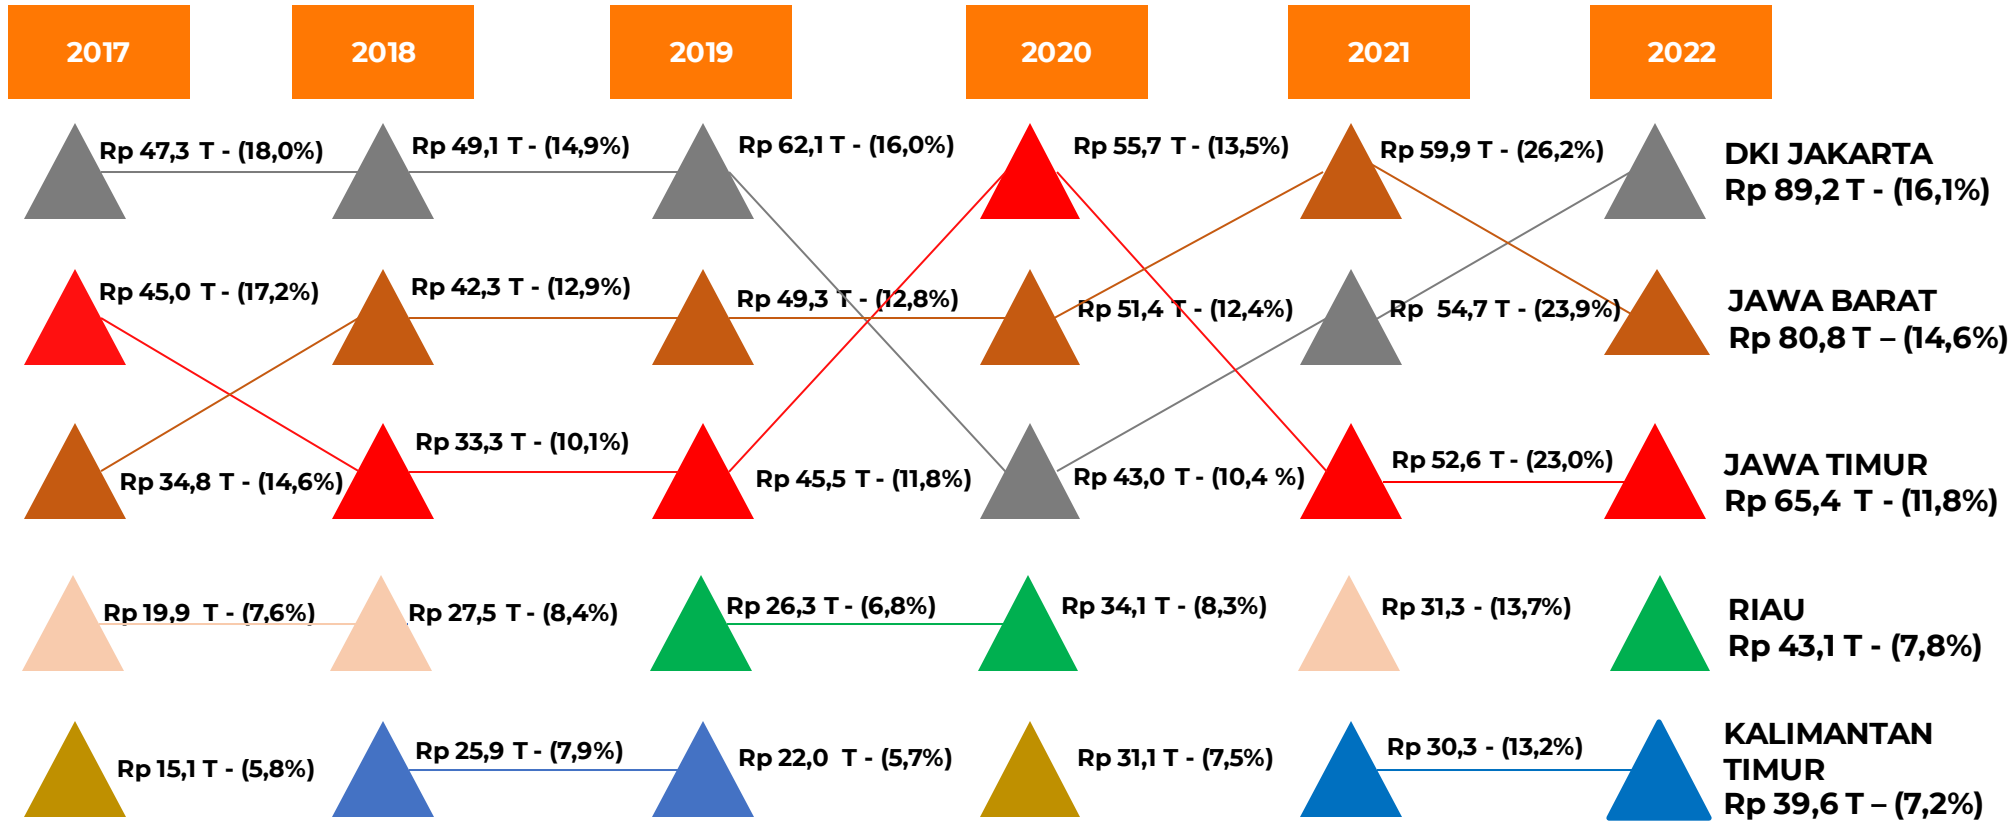 2017
2018
2019
2020
2021
2022
Rp 47,3 T - (18,0%)
Rp 49,1 T - (14,9%)
Rp 62,1 T - (16,0%)
Rp 55,7 T - (13,5%)
Rp 59,9 T - (26,2%)
DKI JAKARTA
Rp 89,2 T - (16,1%)
Rp 45,0 T - (17,2%)
Rp 42,3 T - (12,9%)
Rp 49,3 T - (12,8%)
Rp 51,4 T - (12,4%)
Rp 54,7 T - (23,9%)
JAWA BARAT
Rp 80,8 T – (14,6%)
Rp 34,8 T - (14,6%)
Rp 33,3 T - (10,1%)
Rp 45,5 T - (11,8%)
Rp 43,0 T - (10,4 %)
Rp 52,6 T - (23,0%)
JAWA TIMUR
Rp 65,4 T - (11,8%)
Rp 19,9 T - (7,6%)
Rp 27,5 T - (8,4%)
Rp 26,3 T - (6,8%)
Rp 34,1 T - (8,3%)
Rp 31,3 - (13,7%)
RIAU
Rp 43,1 T - (7,8%)
Rp 15,1 T - (5,8%)
Rp 25,9 T - (7,9%)
Rp 22,0 T - (5,7%)
Rp 31,1 T - (7,5%)
Rp 30,3 - (13,2%)
KALIMANTAN
TIMUR
Rp 39,6 T – (7,2%)